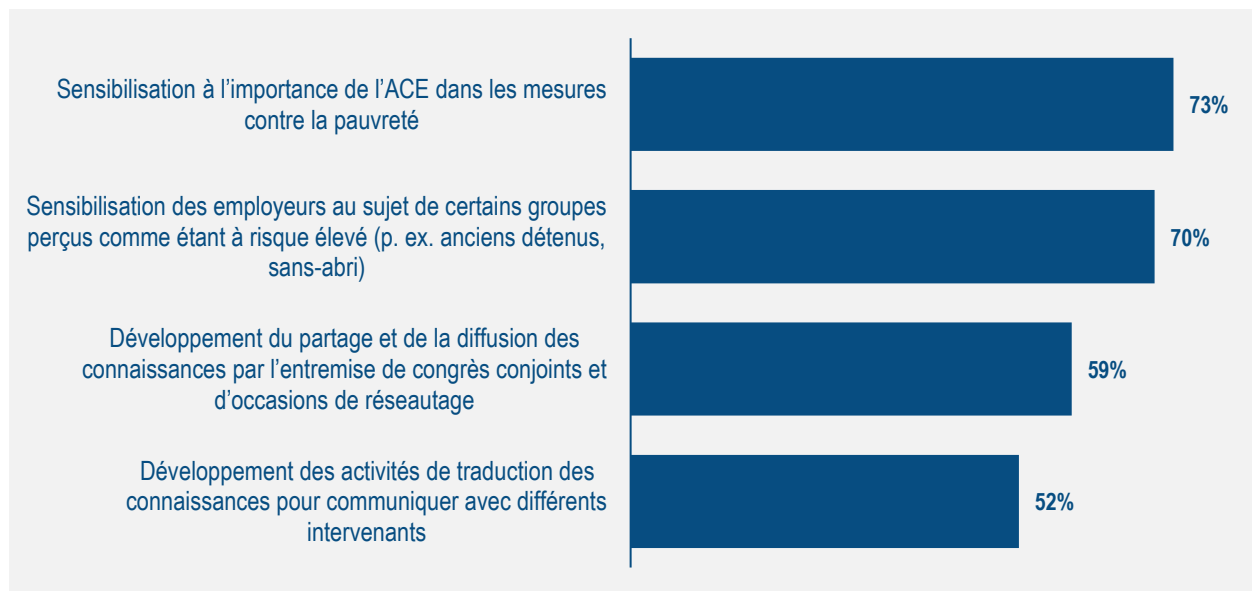 Sensibilisation à l’importance de l’ACE dans les mesures
contre la pauvreté
73%
Sensibilisation des employeurs au sujet de certains groupes
perçus comme étant à risque élevé (p. ex. anciens détenus,
sans-abri)
70%
Développement du partage et de la diffusion des
connaissances par l’entremise de congrès conjoints et
d’occasions de réseautage
59%
Développement des activités de traduction des
connaissances pour communiquer avec différents
intervenants
52%